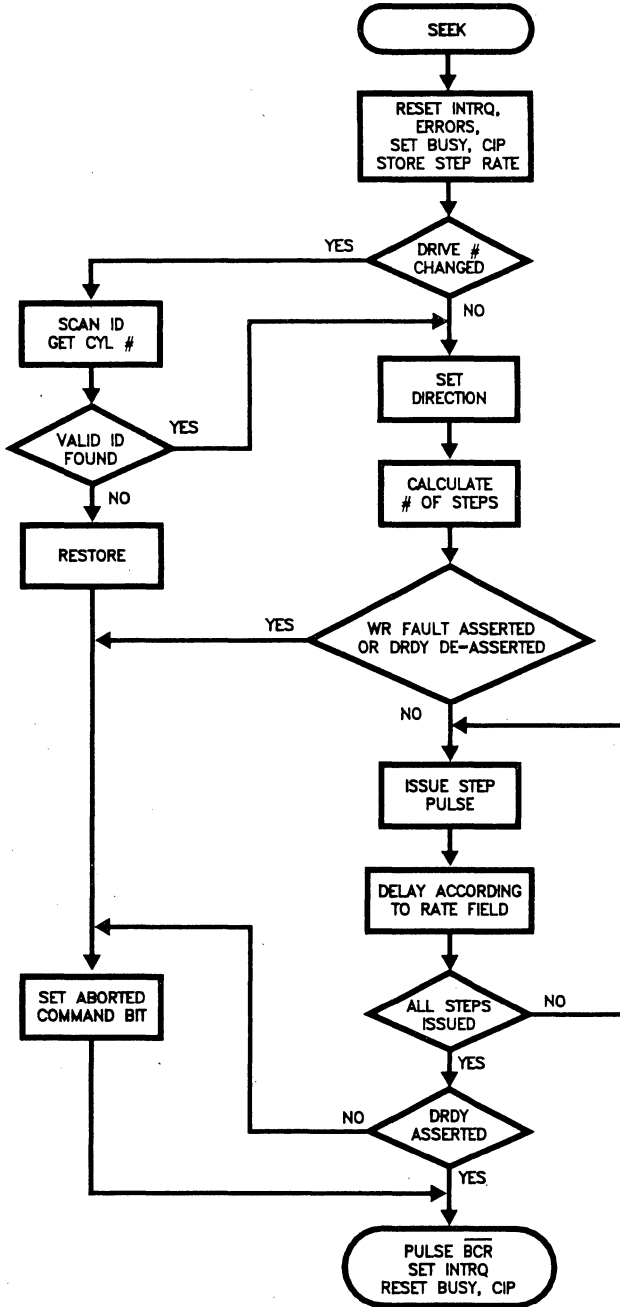 SEEK
RESET INTRQ,
ERRORS,
SET BUSY, CIP
STORE STEP RATE
YES
DRIVE #
CHANGED
NO
SCAN ID
GET CYL #
SET
DIRECTION
VALID ID
FOUND
YES
NO
CALCULATE
# OF STEPS
RESTORE
YES
WR FAULT ASSERTED
OR DRDY DE-ASSERTED
NO
ISSUE STEP
PULSE
DELAY ACCORDING
TO RATE FIELD
SET ABORTED
COMMAND BIT
ALL STEPS
ISSUED
NO
YES
NO
DRDY
ASSERTED
YES
PULSE B̅C̅R̅
SET INTRQ
RESET BUSY, CIP